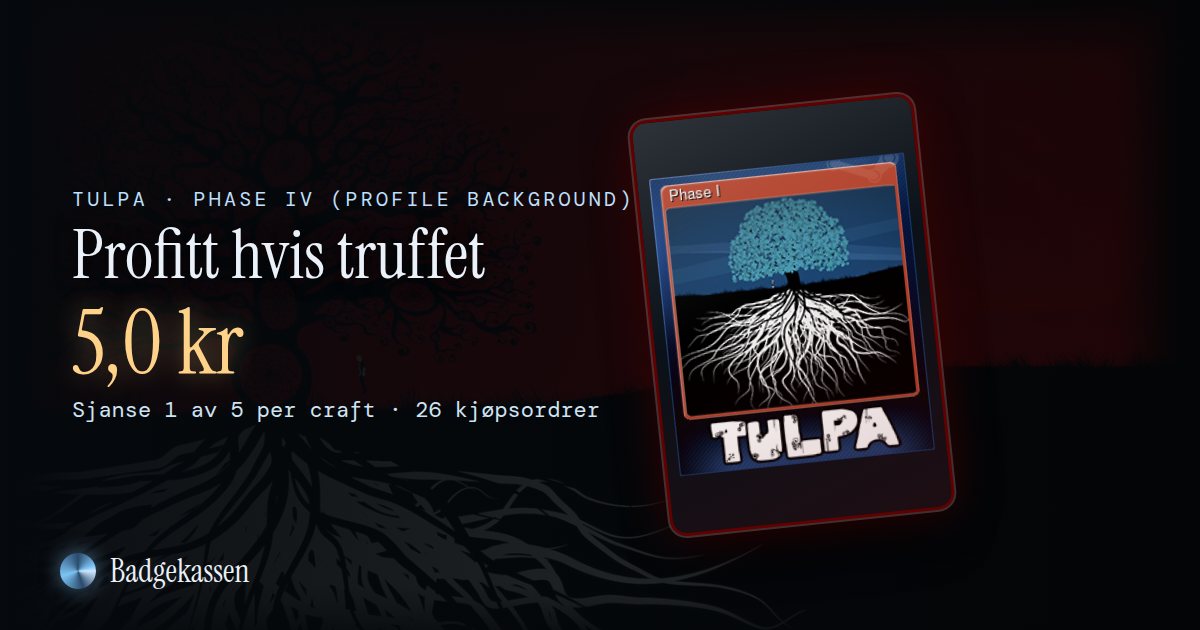 TULPA · PHASE IV (PROFILE BACKGROUND)
Profitt hvis truffet
5,0 kr
Sjanse 1 av 5 per craft · 26 kjøpsordrer
Badgekassen
Phase I
TULPA